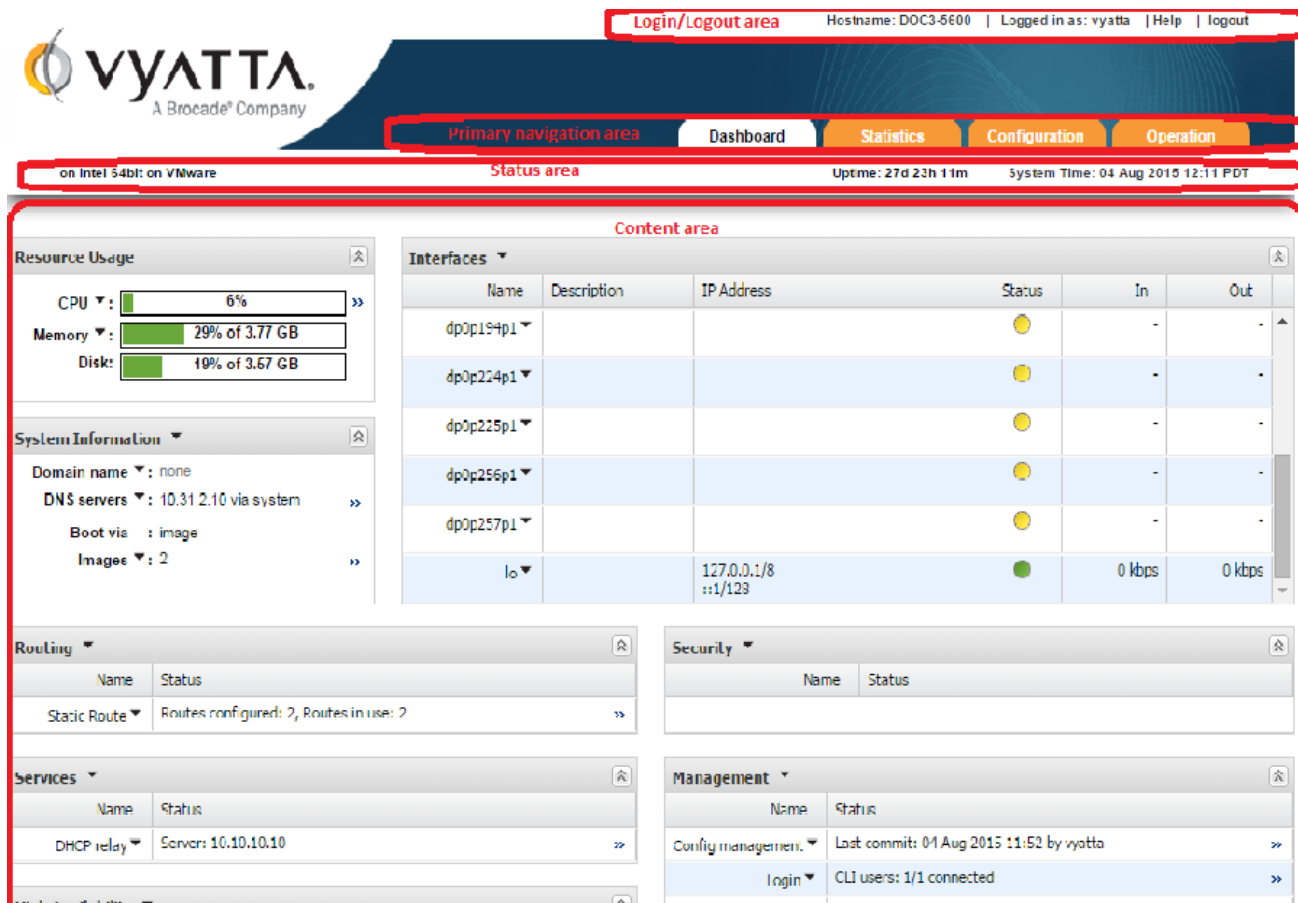 Login/Logout area Hostname: DOC3-5600 | Logged in as: vyatta | Help | logout
VYATTA.
A Brocade® Company
Primary navigation area Dashboard Statistics Configuration Operation
on Intel 64bit on VMware Status area Uptime: 27d 23h 11m System Time: 04 Aug 2015 12:11 PDT
Content area
Resource Usage
CPU : 6% »
Memory : 29% of 3.77 GB
Disk: 19% of 3.67 GB
System Information
Domain name : none
DNS servers : 10.31.2.10 via system »
Boot via : image
Images : 2 »
Interfaces
Name Description IP Address Status In Out
dp0p194p1 - -
dp0p224p1 - -
dp0p225p1 - -
dp0p256p1 - -
dp0p257p1 - -
lo 127.0.0.1/8 0 kbps 0 kbps
::1/128
Routing
Name Status
Static Route Routes configured: 2, Routes in use: 2 »
Security
Name Status
Services
Name Status
DHCP relay Server: 10.10.10.10 »
Management
Name Status
Config management Last commit: 04 Aug 2015 11:52 by vyatta »
Login CLI users: 1/1 connected »